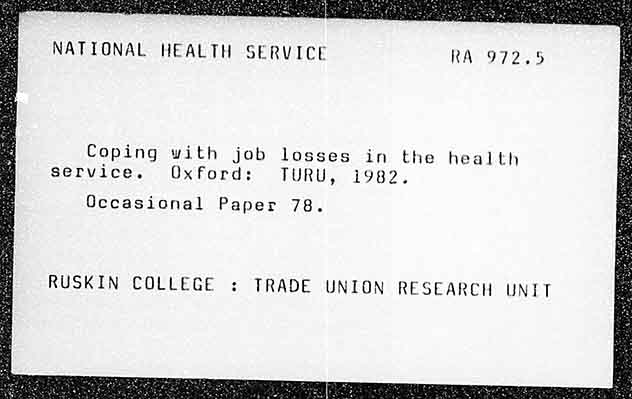 NATIONAL HEALTH SERVICE RA 972.5
Coping with job losses in the health
service. Oxford: TURU, 1982.
Occasional Paper 78.
RUSKIN COLLEGE : TRADE UNION RESEARCH UNIT